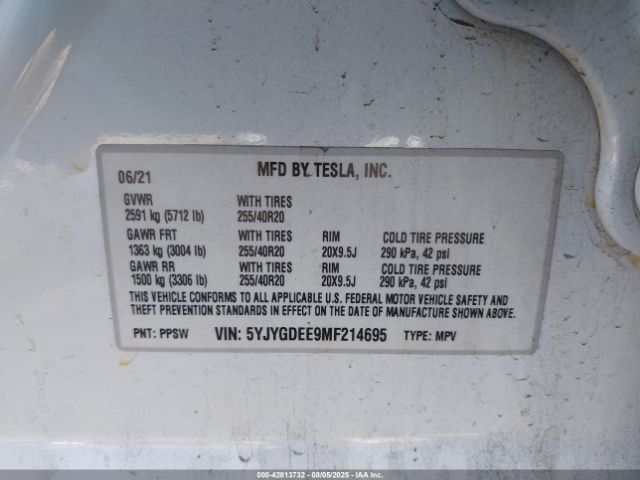 06/21 MFD BY TESLA, INC.
GVWR WITH TIRES
2591 kg (5712 lb) 255/40R20
GAWR FRT WITH TIRES RIM COLD TIRE PRESSURE
1363 kg (3004 lb) 255/40R20 20X9.5J 290 kPa, 42 psi
GAWR RR WITH TIRES RIM COLD TIRE PRESSURE
1500 kg (3306 lb) 255/40R20 20X9.5J 290 kPa, 42 psi
THIS VEHICLE CONFORMS TO ALL APPLICABLE U.S. FEDERAL MOTOR VEHICLE SAFETY AND
THEFT PREVENTION STANDARDS IN EFFECT ON THE DATE OF MANUFACTURE SHOWN ABOVE.
PNT: PPSW VIN: 5YJYGDEE9MF214695 TYPE: MPV
000-42813732 - 08/05/2025 - COPYRIGHT IAA, LLC